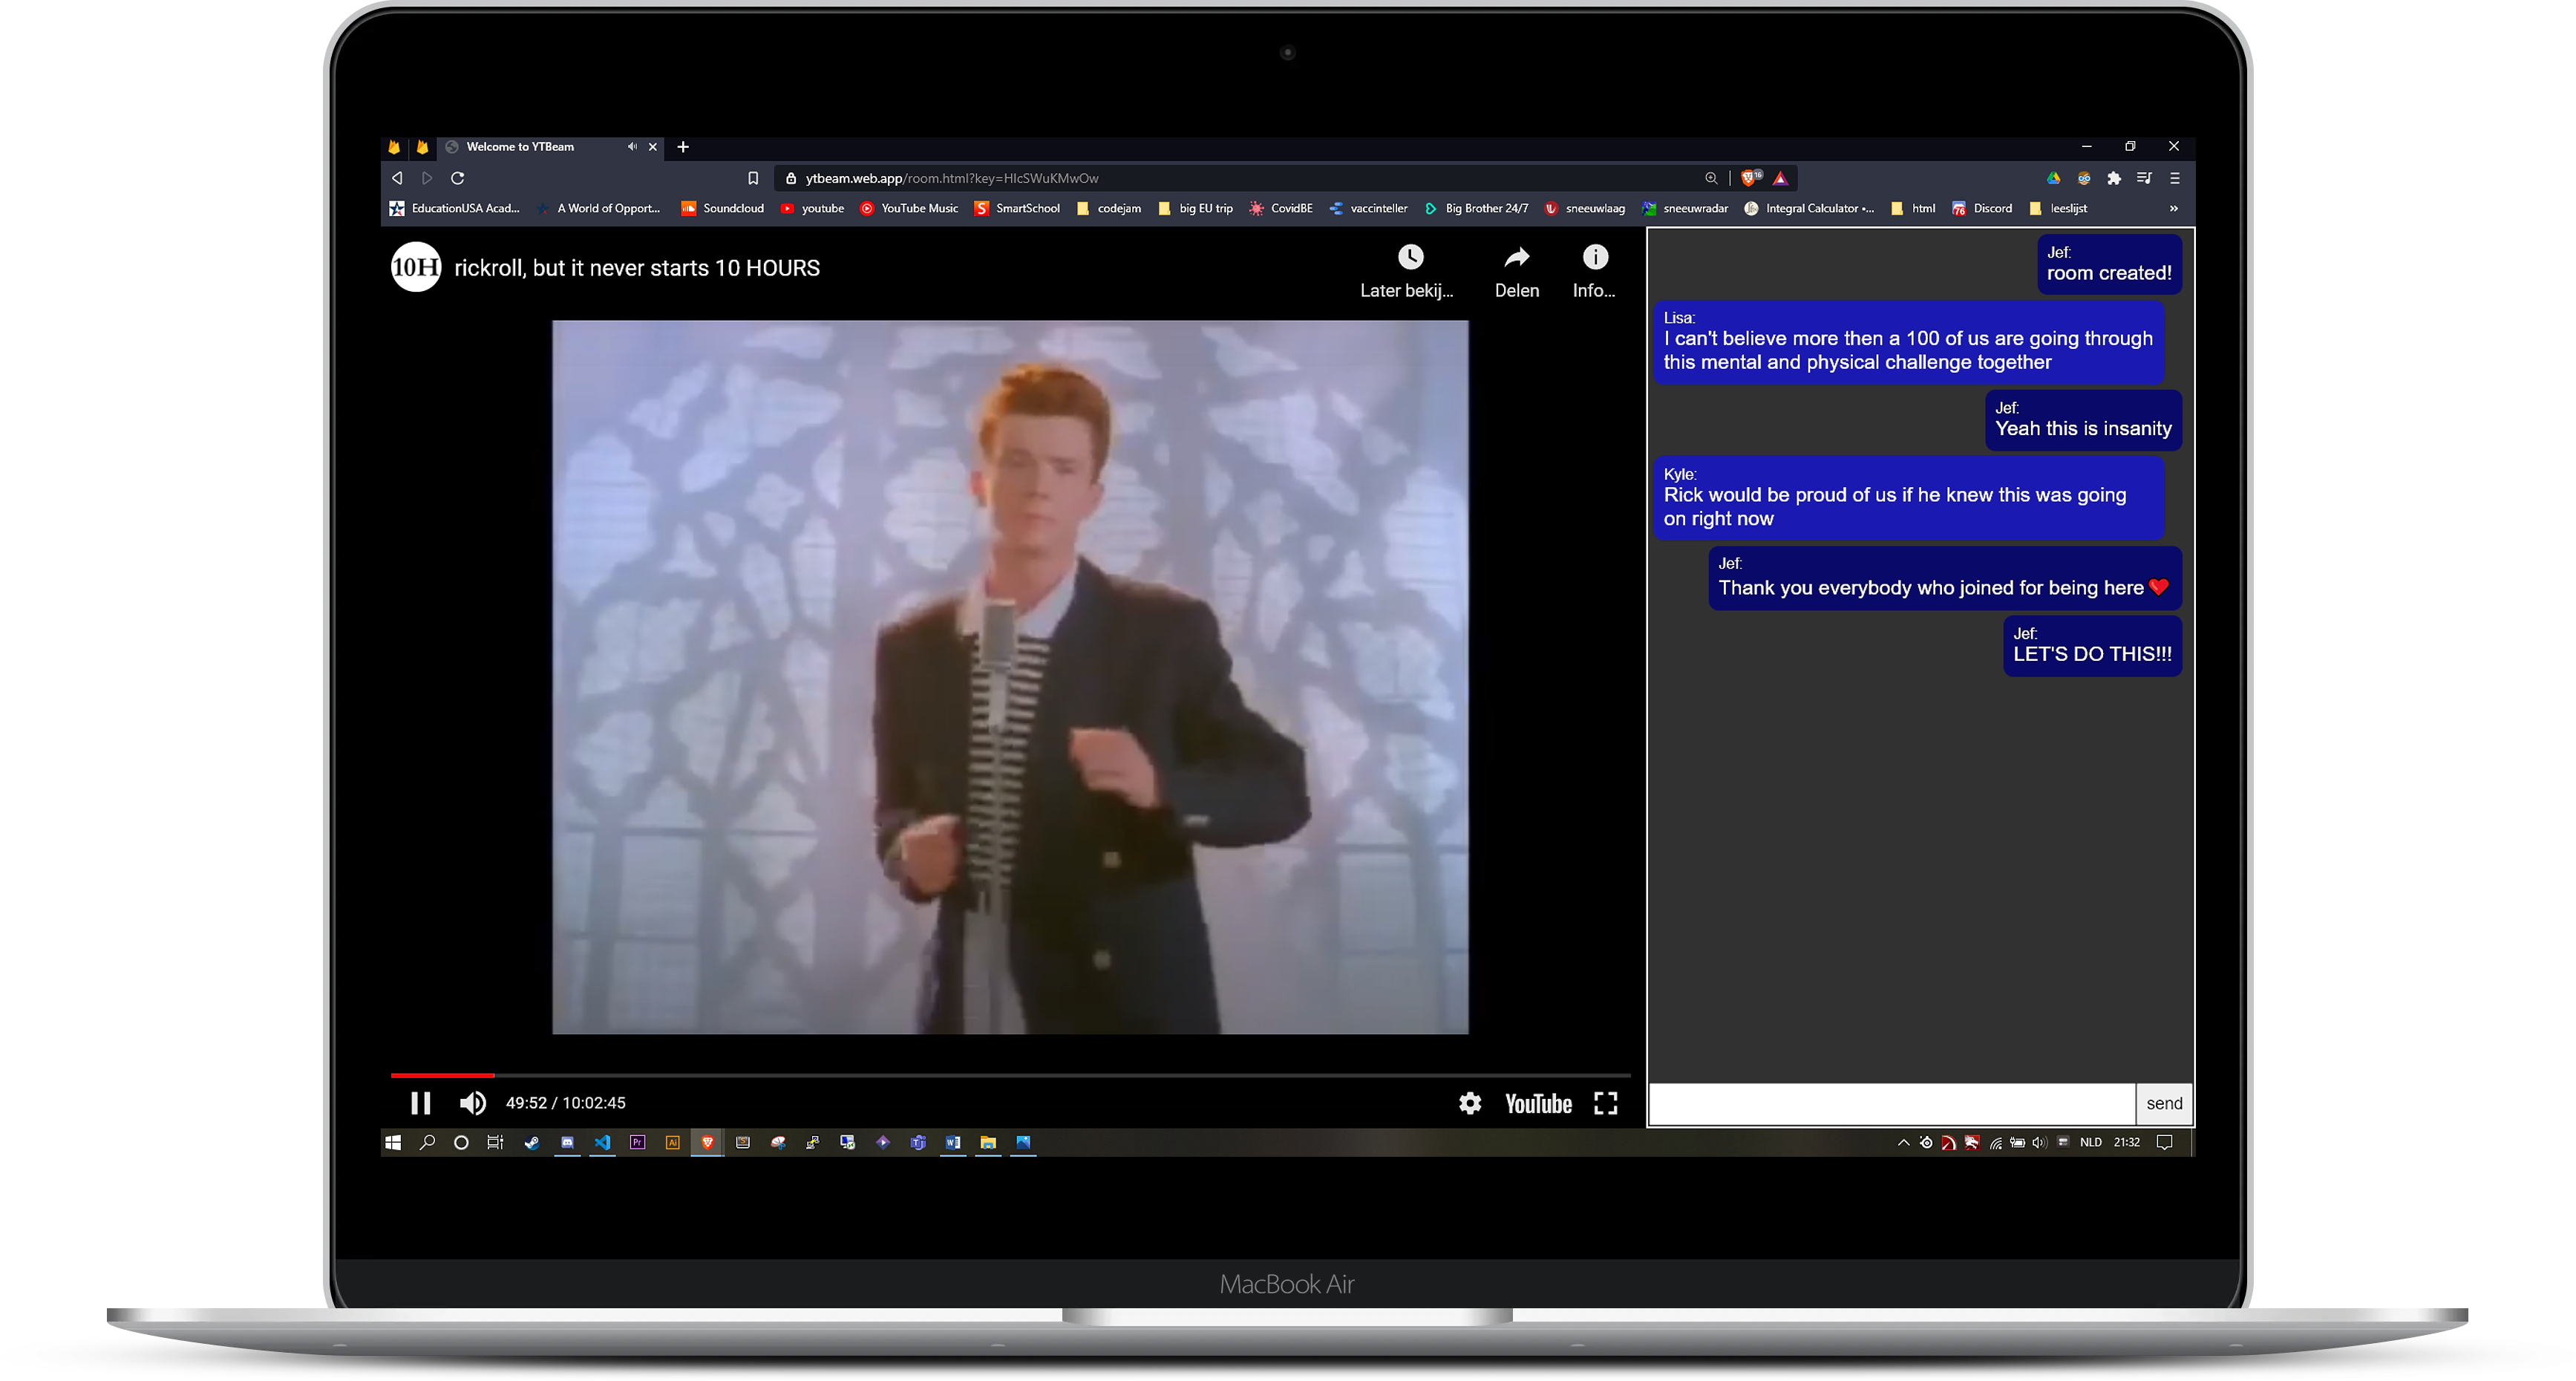 Welcome to YTBeam
ytbeam.web.app/room.html?key=HIcSWuKMwOw
16
EducationUSA Acad... A World of Opport... Soundcloud youtube YouTube Music SmartSchool codejam big EU trip CovidBE vaccinteller Big Brother 24/7 sneeuwlaag sneeuwradar Integral Calculator •... html 76 Discord leeslijst »
10H rickroll, but it never starts 10 HOURS
Later bekij... Delen Info...
Jef:
room created!
Lisa:
I can't believe more then a 100 of us are going through
this mental and physical challenge together
Jef:
Yeah this is insanity
Kyle:
Rick would be proud of us if he knew this was going
on right now
Jef:
Thank you everybody who joined for being here❤
Jef:
LET'S DO THIS!!!
49:52 / 10:02:45
YouTube
send
Pr Ai
NLD 21:32
MacBook Air